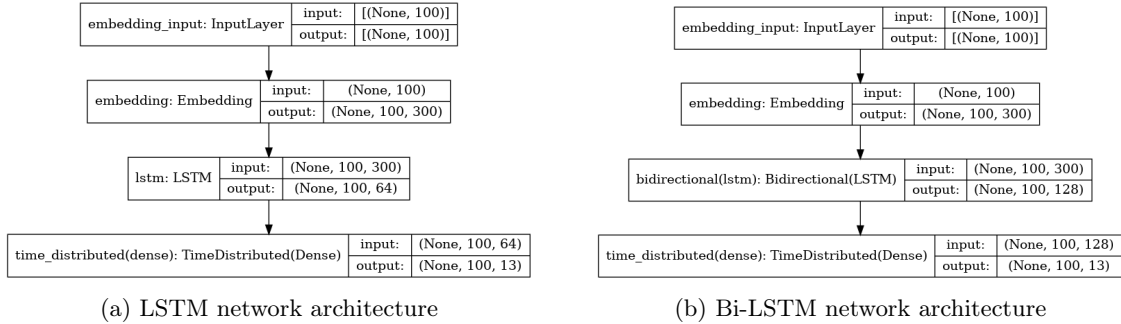 embedding_input: InputLayer
input: [(None, 100)]
output: [(None, 100)]
embedding: Embedding
input: (None, 100)
output: (None, 100, 300)
lstm: LSTM
input: (None, 100, 300)
output: (None, 100, 64)
time_distributed(dense): TimeDistributed(Dense)
input: (None, 100, 64)
output: (None, 100, 13)
(a) LSTM network architecture
embedding_input: InputLayer
input: [(None, 100)]
output: [(None, 100)]
embedding: Embedding
input: (None, 100)
output: (None, 100, 300)
bidirectional(lstm): Bidirectional(LSTM)
input: (None, 100, 300)
output: (None, 100, 128)
time_distributed(dense): TimeDistributed(Dense)
input: (None, 100, 128)
output: (None, 100, 13)
(b) Bi-LSTM network architecture